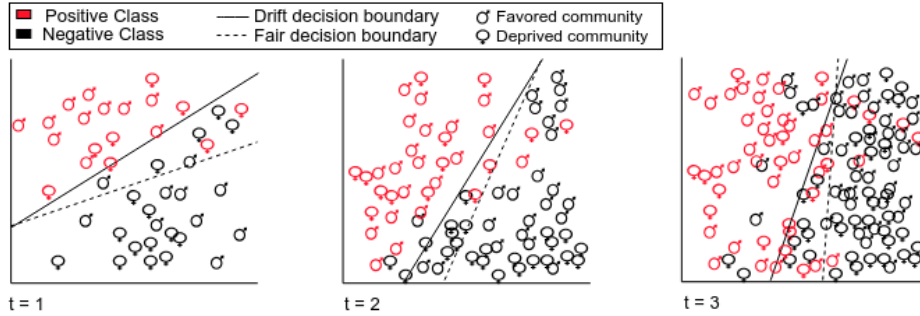 Positive Class
Negative Class
Drift decision boundary
Fair decision boundary
Favored community
Deprived community
t = 1
t = 2
t = 3